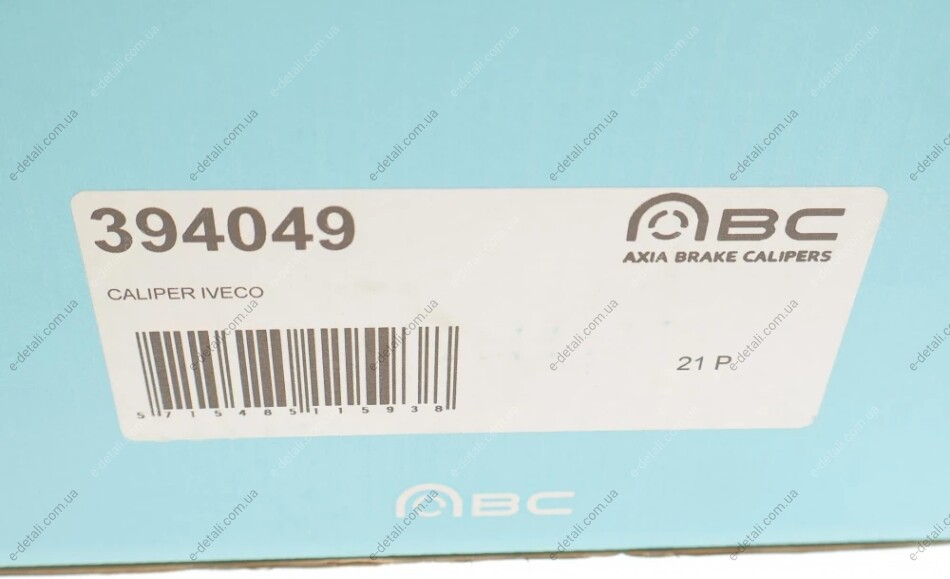 394049
ABC
AXIA BRAKE CALIPERS
CALIPER IVECO
21 P
5715485115938
ABC
e-detali.com.ua